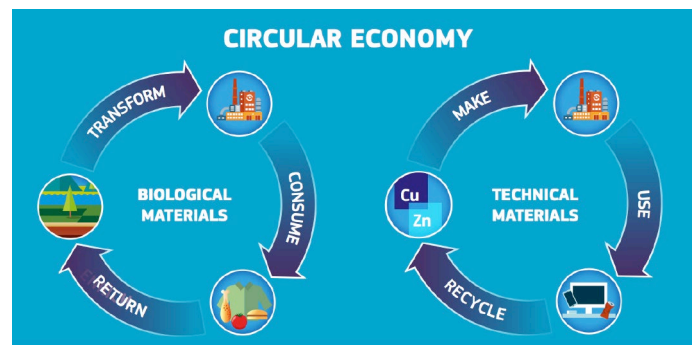 CIRCULAR ECONOMY
TRANSFORM
CONSUME
RETURN
BIOLOGICAL
MATERIALS
MAKE
USE
RECYCLE
Cu
Zn
TECHNICAL
MATERIALS